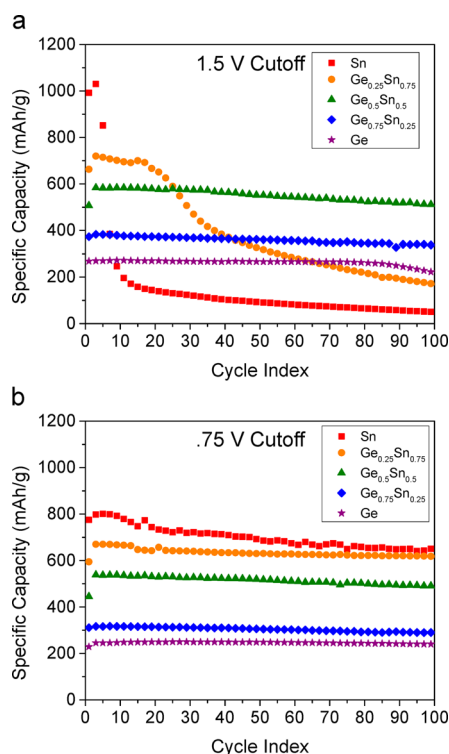 a
1.5 V Cutoff
Sn
Ge0.25Sn0.75
Ge0.5Sn0.5
Ge0.75Sn0.25
Ge
Specific Capacity (mAh/g)
1200
1000
800
600
400
200
0
0 10 20 30 40 50 60 70 80 90 100
Cycle Index
b
.75 V Cutoff
Sn
Ge0.25Sn0.75
Ge0.5Sn0.5
Ge0.75Sn0.25
Ge
Specific Capacity (mAh/g)
1200
1000
800
600
400
200
0
0 10 20 30 40 50 60 70 80 90 100
Cycle Index